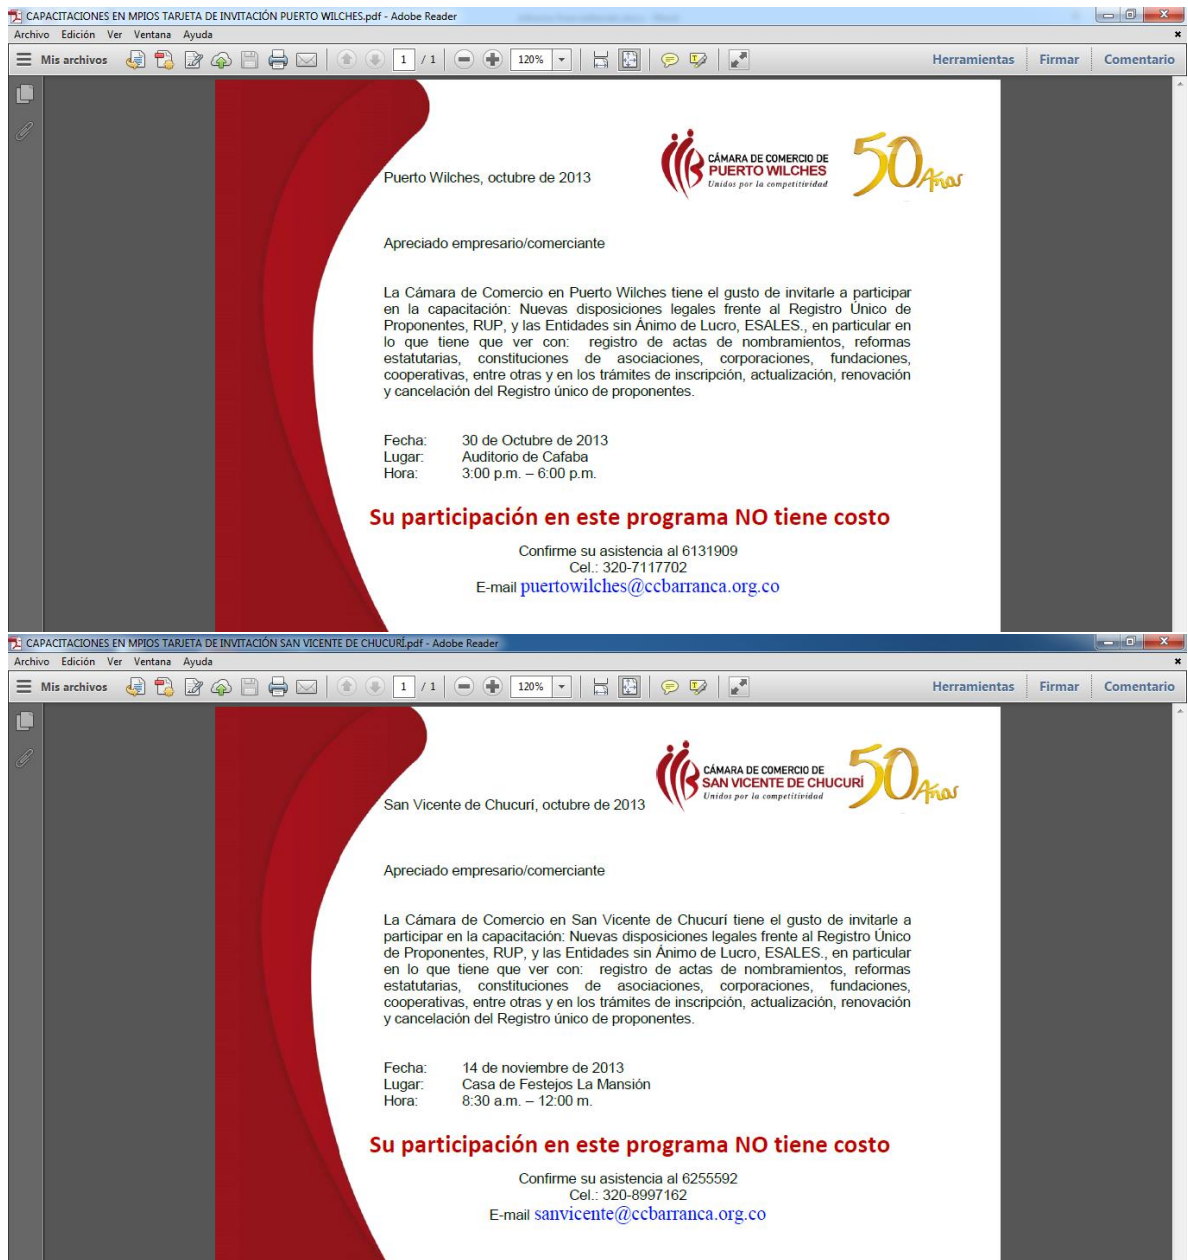 CAPACITACIONES EN MPIOS TARJETA DE INVITACIÓN PUERTO WILCHES.pdf - Adobe Reader
Archivo Edición Ver Ventana Ayuda
Mis archivos 1 / 1 120% Herramientas Firmar Comentario
CÁMARA DE COMERCIO DE
PUERTO WILCHES
Unidos por la competitividad
50 Años
Puerto Wilches, octubre de 2013
Apreciado empresario/comerciante
La Cámara de Comercio en Puerto Wilches tiene el gusto de invitarle a participar
en la capacitación: Nuevas disposiciones legales frente al Registro Único de
Proponentes, RUP, y las Entidades sin Ánimo de Lucro, ESALES., en particular en
lo que tiene que ver con: registro de actas de nombramientos, reformas
estatutarias, constituciones de asociaciones, corporaciones, fundaciones,
cooperativas, entre otras y en los trámites de inscripción, actualización, renovación
y cancelación del Registro único de proponentes.
Fecha: 30 de Octubre de 2013
Lugar: Auditorio de Cafaba
Hora: 3:00 p.m. – 6:00 p.m.
Su participación en este programa NO tiene costo
Confirme su asistencia al 6131909
Cel.: 320-7117702
E-mail puertowilches@ccbarranca.org.co
CAPACITACIONES EN MPIOS TARJETA DE INVITACIÓN SAN VICENTE DE CHUCURÍ.pdf - Adobe Reader
Archivo Edición Ver Ventana Ayuda
Mis archivos 1 / 1 120% Herramientas Firmar Comentario
CÁMARA DE COMERCIO DE
SAN VICENTE DE CHUCURÍ
Unidos por la competitividad
50 Años
San Vicente de Chucurí, octubre de 2013
Apreciado empresario/comerciante
La Cámara de Comercio en San Vicente de Chucurí tiene el gusto de invitarle a
participar en la capacitación: Nuevas disposiciones legales frente al Registro Único
de Proponentes, RUP, y las Entidades sin Ánimo de Lucro, ESALES., en particular
en lo que tiene que ver con: registro de actas de nombramientos, reformas
estatutarias, constituciones de asociaciones, corporaciones, fundaciones,
cooperativas, entre otras y en los trámites de inscripción, actualización, renovación
y cancelación del Registro único de proponentes.
Fecha: 14 de noviembre de 2013
Lugar: Casa de Festejos La Mansión
Hora: 8:30 a.m. – 12:00 m.
Su participación en este programa NO tiene costo
Confirme su asistencia al 6255592
Cel.: 320-8997162
E-mail sanvicente@ccbarranca.org.co